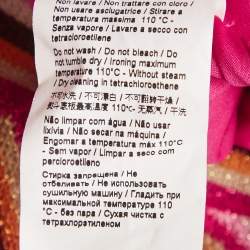 Non lavare / Non trattare con cloro /
Non usare asciugatrice / Stirare a
temperatura massima 110 °C -
Senza vapore / Lavare a secco con
tetracloroetilene
Do not wash / Do not bleach / Do
not tumble dry / Ironing maximum
temperature 110°C - Without steam
/ Dry cleaning in tetrachloroethene
不可水洗 / 不可漂白 / 不可翻转干燥 /
熨斗底板最高温度 110°C - 无蒸汽 / 干洗
Não limpar com água / Não usar
lixívia / Não secar na máquina /
Engomar a temperatura máx 110°C
- Sem vapor / Limpar a seco com
percloroetileno
Стирка запрещена / Не
отбеливать / Не использовать
сушильную машину / Гладить при
максимальной температуре 110
°C - без пара / Сухая чистка с
тетрахлорэтиленом